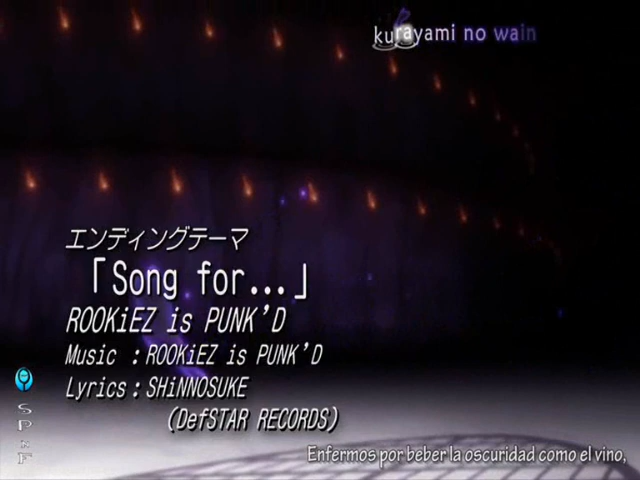 kurayami no wain
エンディングテーマ
「Song for...」
ROOKiEZ is PUNK'D
Music : ROOKiEZ is PUNK'D
Lyrics : SHiNNOSUKE
(DefSTAR RECORDS)
SPxF
Enfermos por beber la oscuridad como el vino,